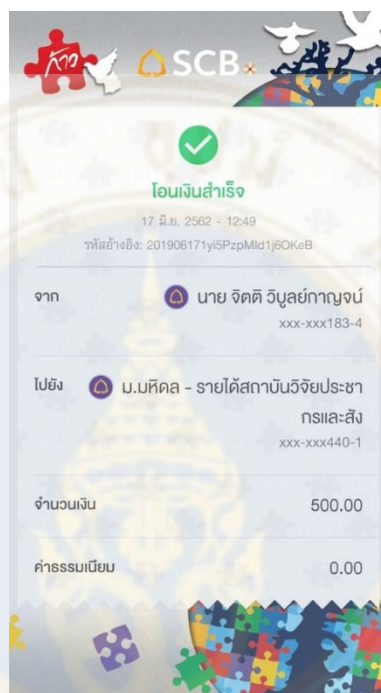 ก้าว
SCB
โอนเงินสำเร็จ
17 มิ.ย. 2562 - 12:49
รหัสอ้างอิง: 201906171yi5PzpMld1j6OKeB
จาก
นาย จิตติ วิบูลย์กาญจน์
xxx-xxx183-4
ไปยัง
ม.มหิดล - รายได้สถาบันวิจัยประชา
กรและสัง
xxx-xxx440-1
จำนวนเงิน 500.00
ค่าธรรมเนียม 0.00